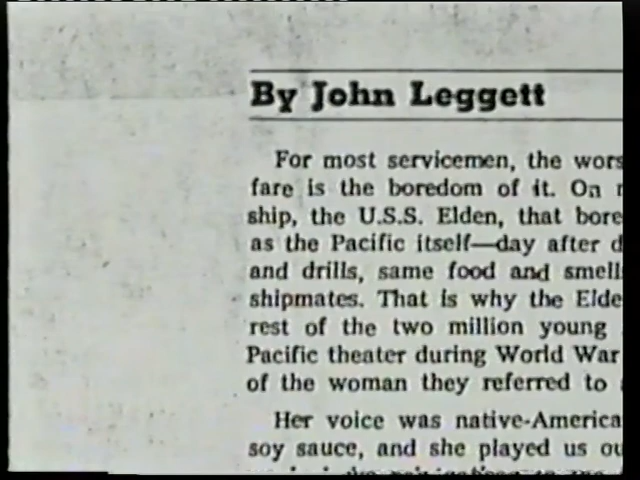 By John Leggett
For most servicemen, the wors
fare is the boredom of it. On
ship, the U.S.S. Elden, that bore
as the Pacific itself—day after d
and drills, same food and smell
shipmates. That is why the Elde
rest of the two million young
Pacific theater during World War
of the woman they referred to
Her voice was native-America
soy sauce, and she played us ou